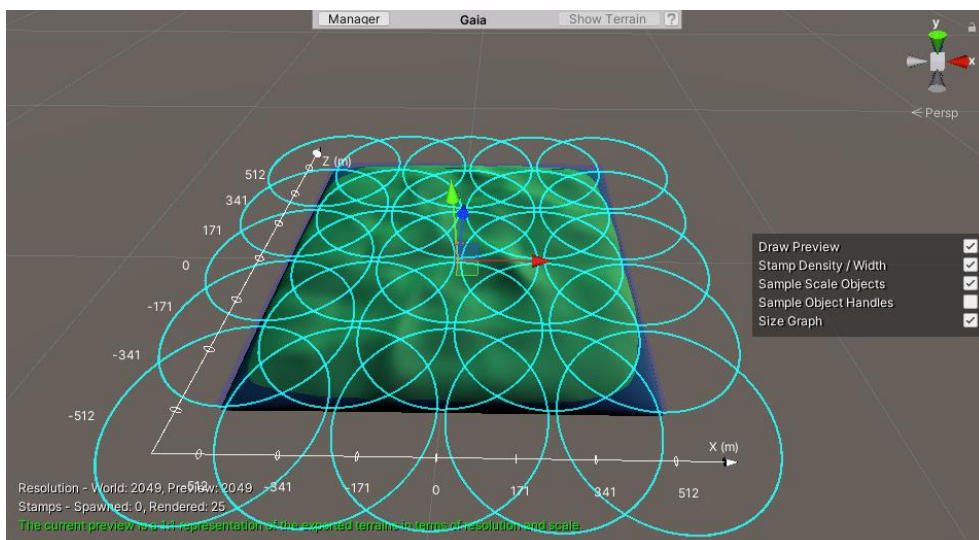 Manager Gaia Show Terrain ?
y
x
Persp
Z (m)
512
341
171
0
-171
-341
-512
Draw Preview
Stamp Density / Width
Sample Scale Objects
Sample Object Handles
Size Graph
X (m)
-512 -341 -171 0 171 341 512
Resolution - World: 2049, Preview: 2049
Stamps - Spawned: 0, Rendered: 25
The current preview is a 1:1 representation of the exported terrains in terms of resolution and scale